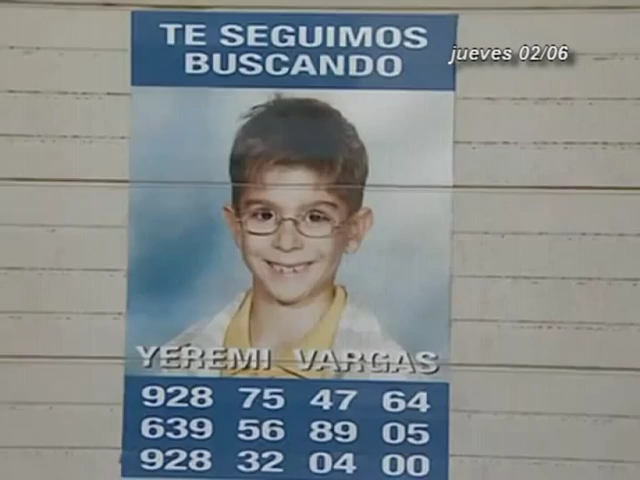 TE SEGUIMOS
BUSCANDO
jueves 02/06
YEREMI VARGAS
928 75 47 64
639 56 89 05
928 32 04 00